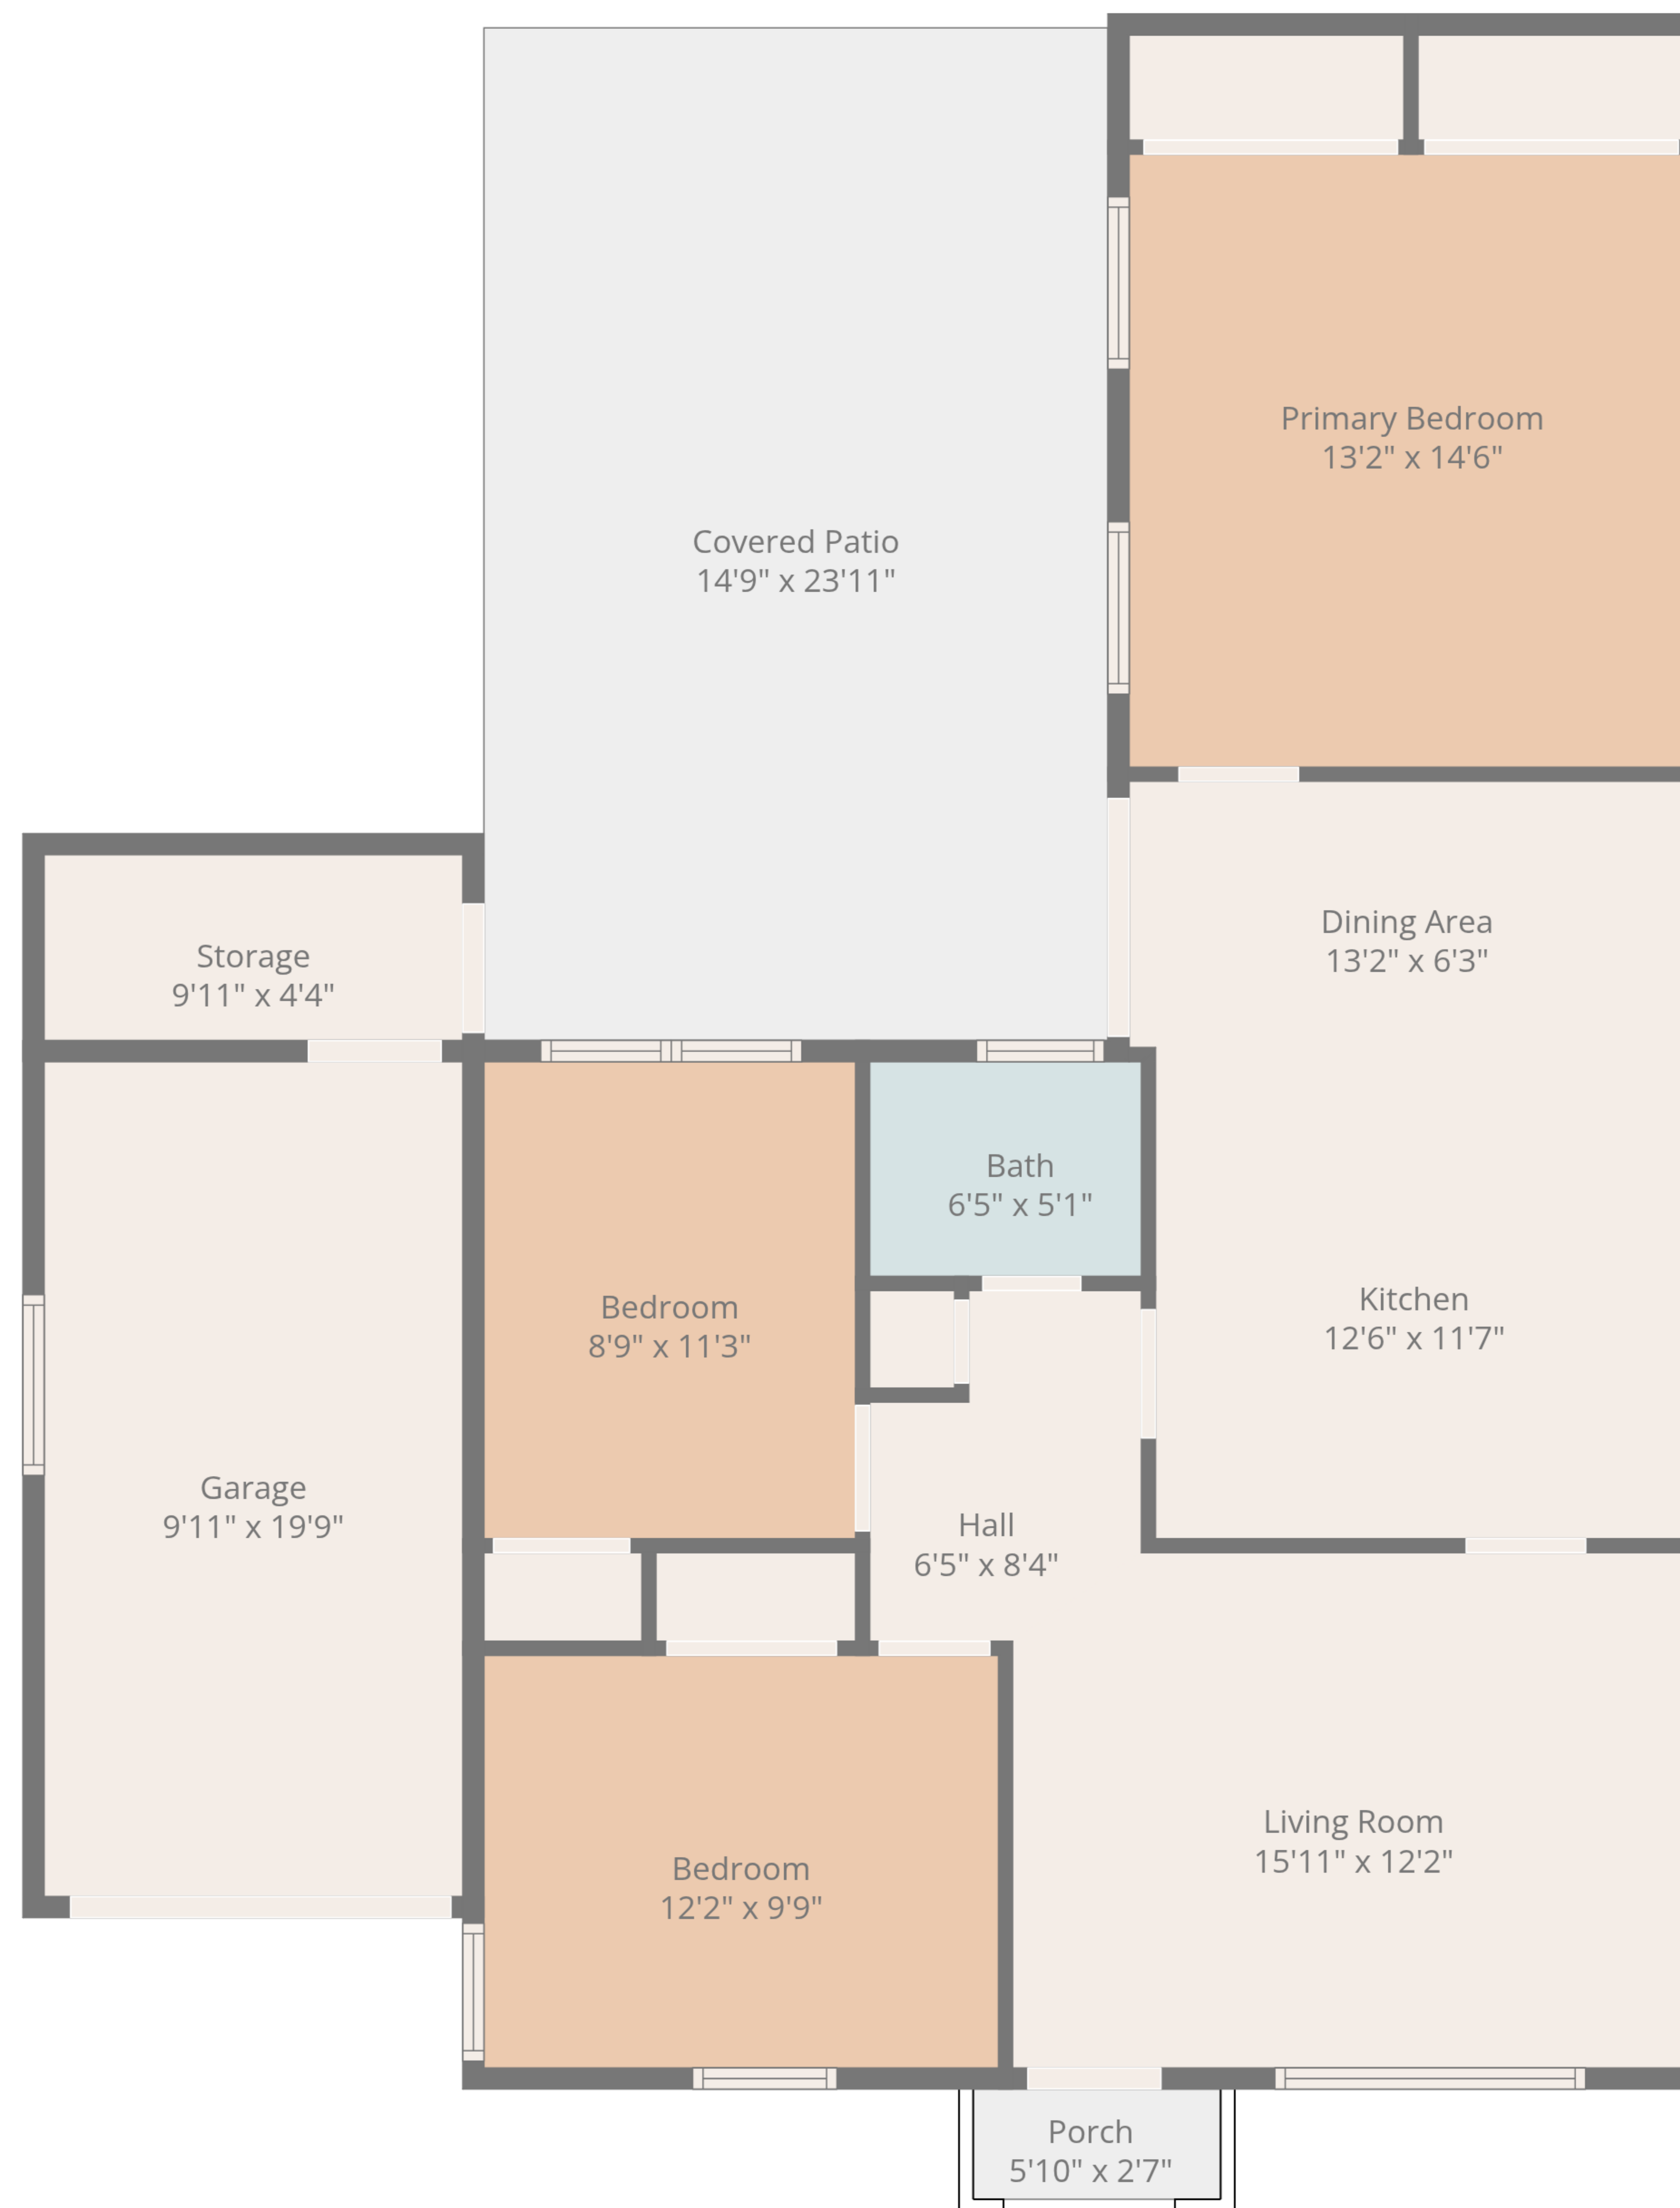 Primary Bedroom
13'2" x 14'6"
Covered Patio
14'9" x 23'11"
Dining Area
13'2" x 6'3"
Storage
9'11" x 4'4"
Bath
6'5" x 5'1"
Kitchen
12'6" x 11'7"
Bedroom
8'9" x 11'3"
Garage
9'11" x 19'9"
Hall
6'5" x 8'4"
Living Room
15'11" x 12'2"
Bedroom
12'2" x 9'9"
Porch
5'10" x 2'7"